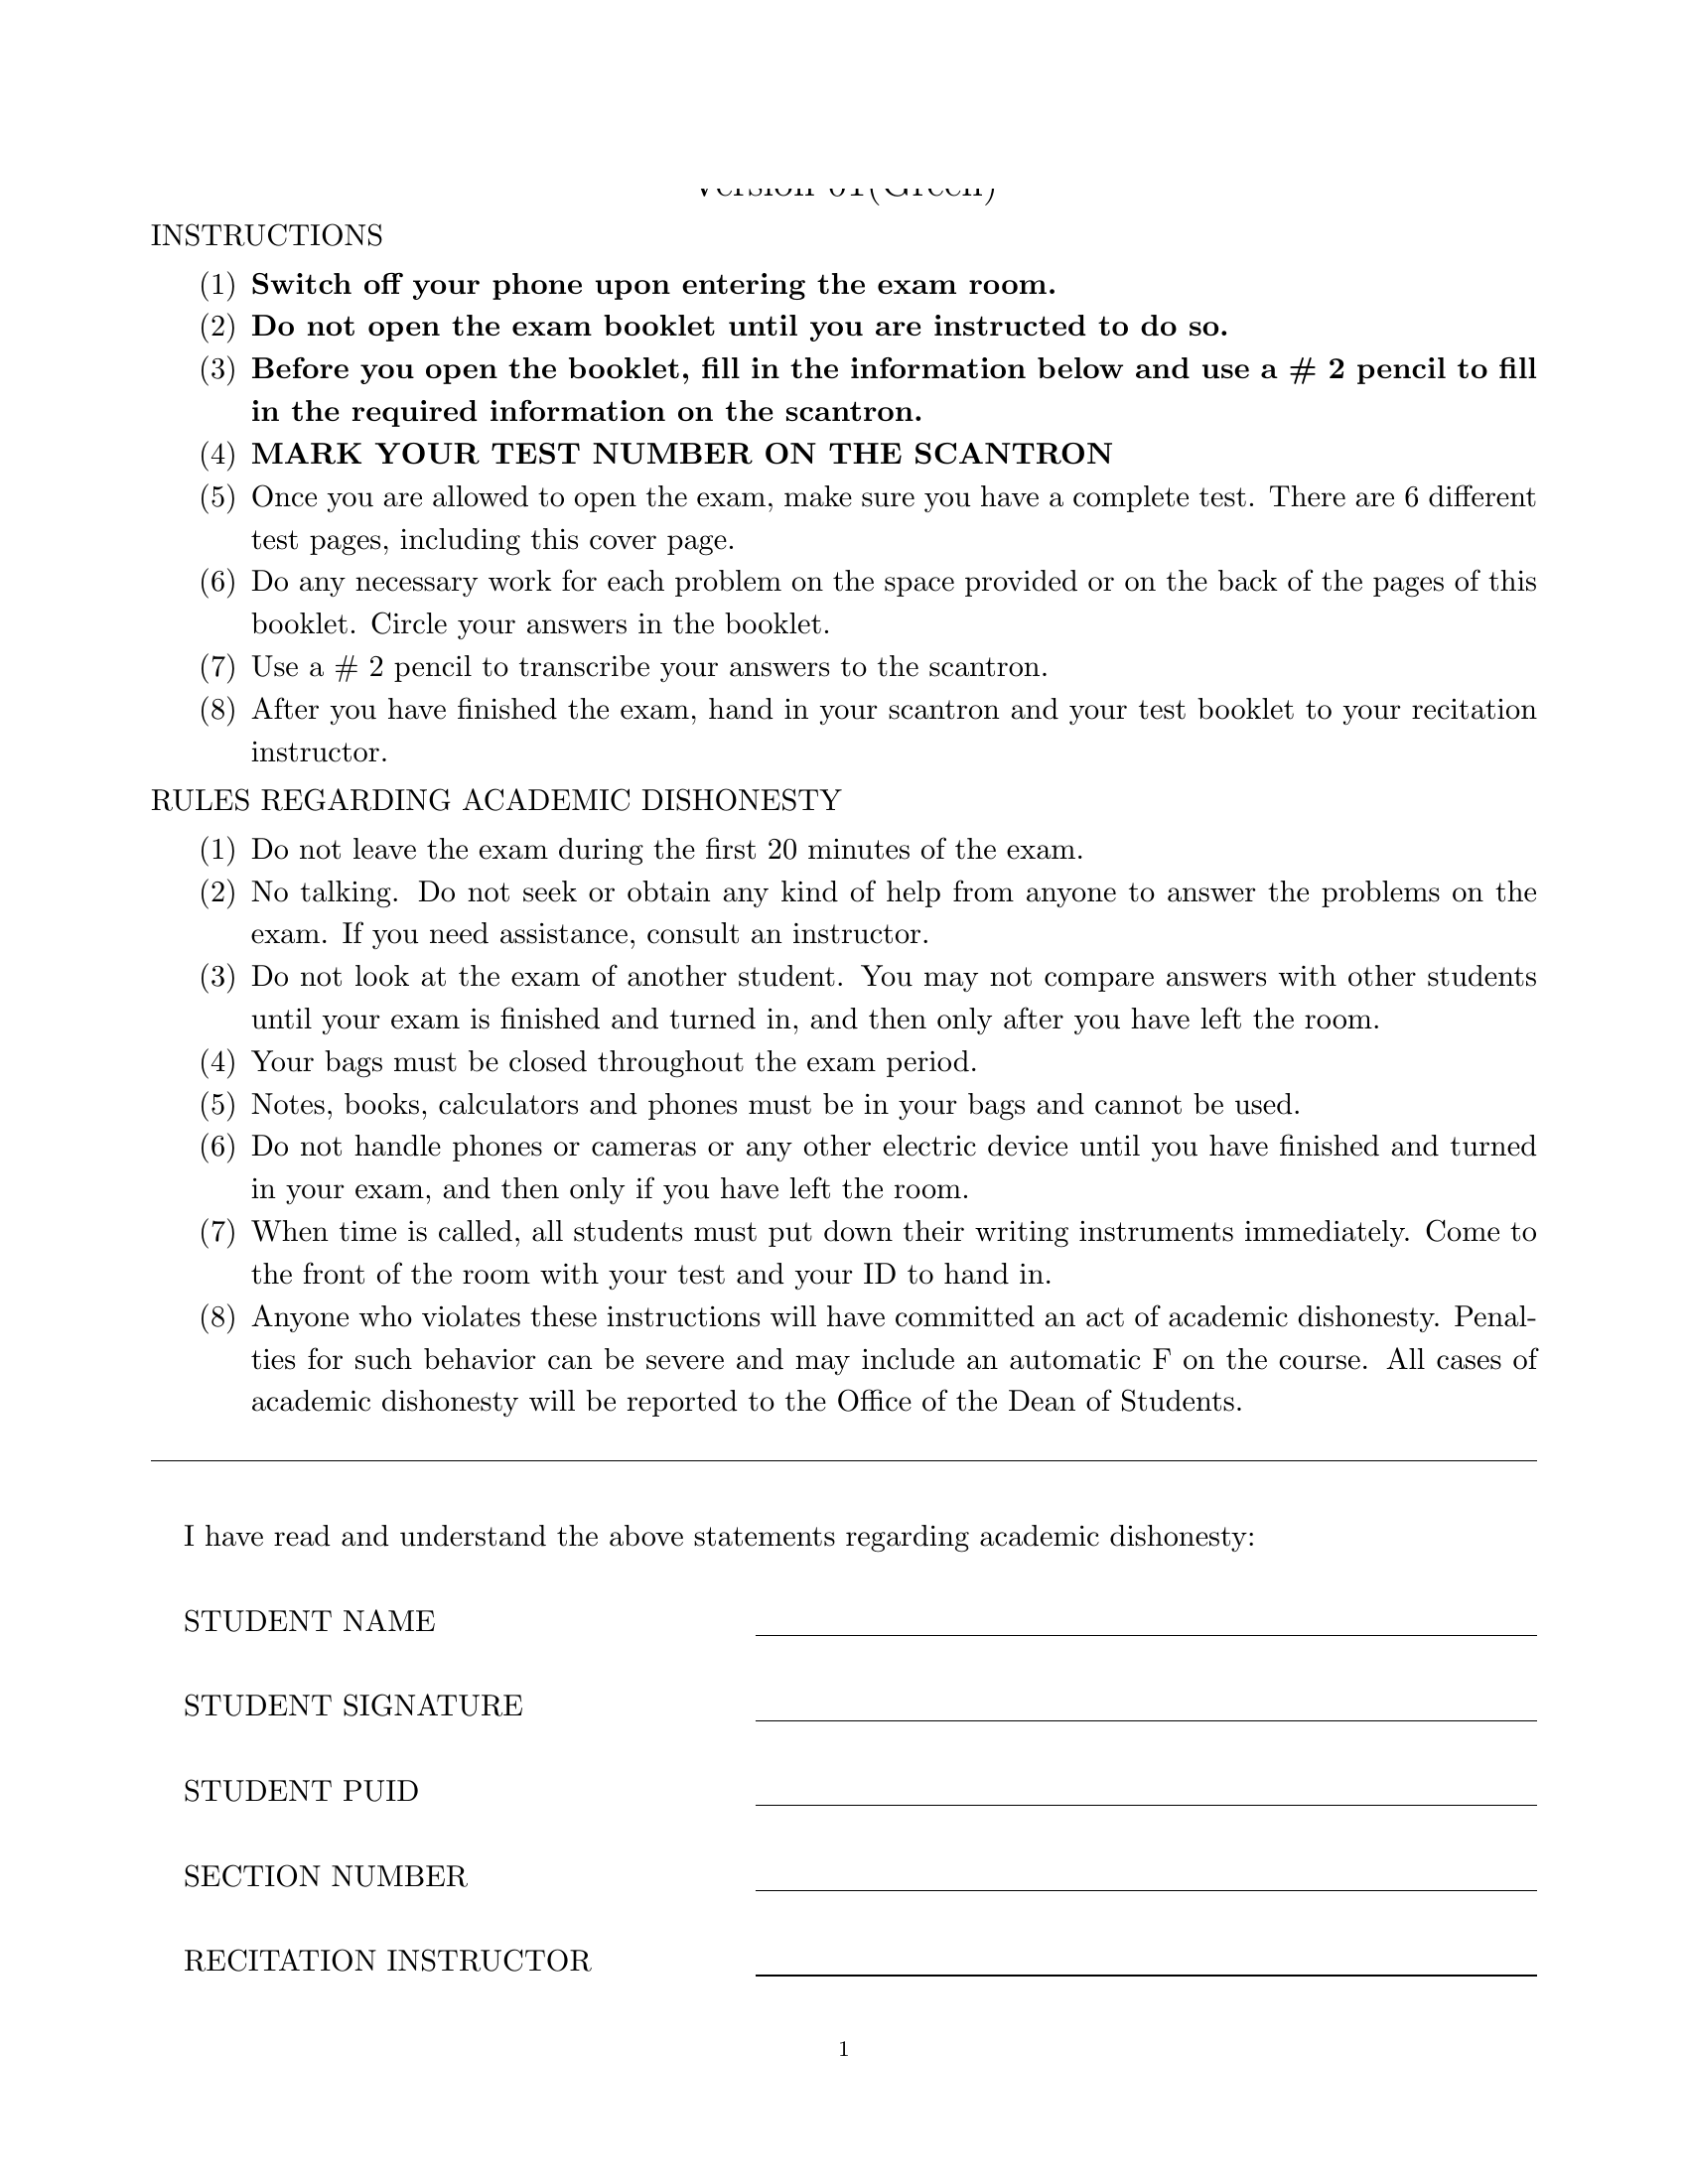 Version 01(Green)
INSTRUCTIONS
(1) Switch off your phone upon entering the exam room.
(2) Do not open the exam booklet until you are instructed to do so.
(3) Before you open the booklet, fill in the information below and use a # 2 pencil to fill
in the required information on the scantron.
(4) MARK YOUR TEST NUMBER ON THE SCANTRON
(5) Once you are allowed to open the exam, make sure you have a complete test. There are 6 different
test pages, including this cover page.
(6) Do any necessary work for each problem on the space provided or on the back of the pages of this
booklet. Circle your answers in the booklet.
(7) Use a # 2 pencil to transcribe your answers to the scantron.
(8) After you have finished the exam, hand in your scantron and your test booklet to your recitation
instructor.
RULES REGARDING ACADEMIC DISHONESTY
(1) Do not leave the exam during the first 20 minutes of the exam.
(2) No talking. Do not seek or obtain any kind of help from anyone to answer the problems on the
exam. If you need assistance, consult an instructor.
(3) Do not look at the exam of another student. You may not compare answers with other students
until your exam is finished and turned in, and then only after you have left the room.
(4) Your bags must be closed throughout the exam period.
(5) Notes, books, calculators and phones must be in your bags and cannot be used.
(6) Do not handle phones or cameras or any other electric device until you have finished and turned
in your exam, and then only if you have left the room.
(7) When time is called, all students must put down their writing instruments immediately. Come to
the front of the room with your test and your ID to hand in.
(8) Anyone who violates these instructions will have committed an act of academic dishonesty. Penal-
ties for such behavior can be severe and may include an automatic F on the course. All cases of
academic dishonesty will be reported to the Office of the Dean of Students.
I have read and understand the above statements regarding academic dishonesty:
STUDENT NAME
STUDENT SIGNATURE
STUDENT PUID
SECTION NUMBER
RECITATION INSTRUCTOR
1